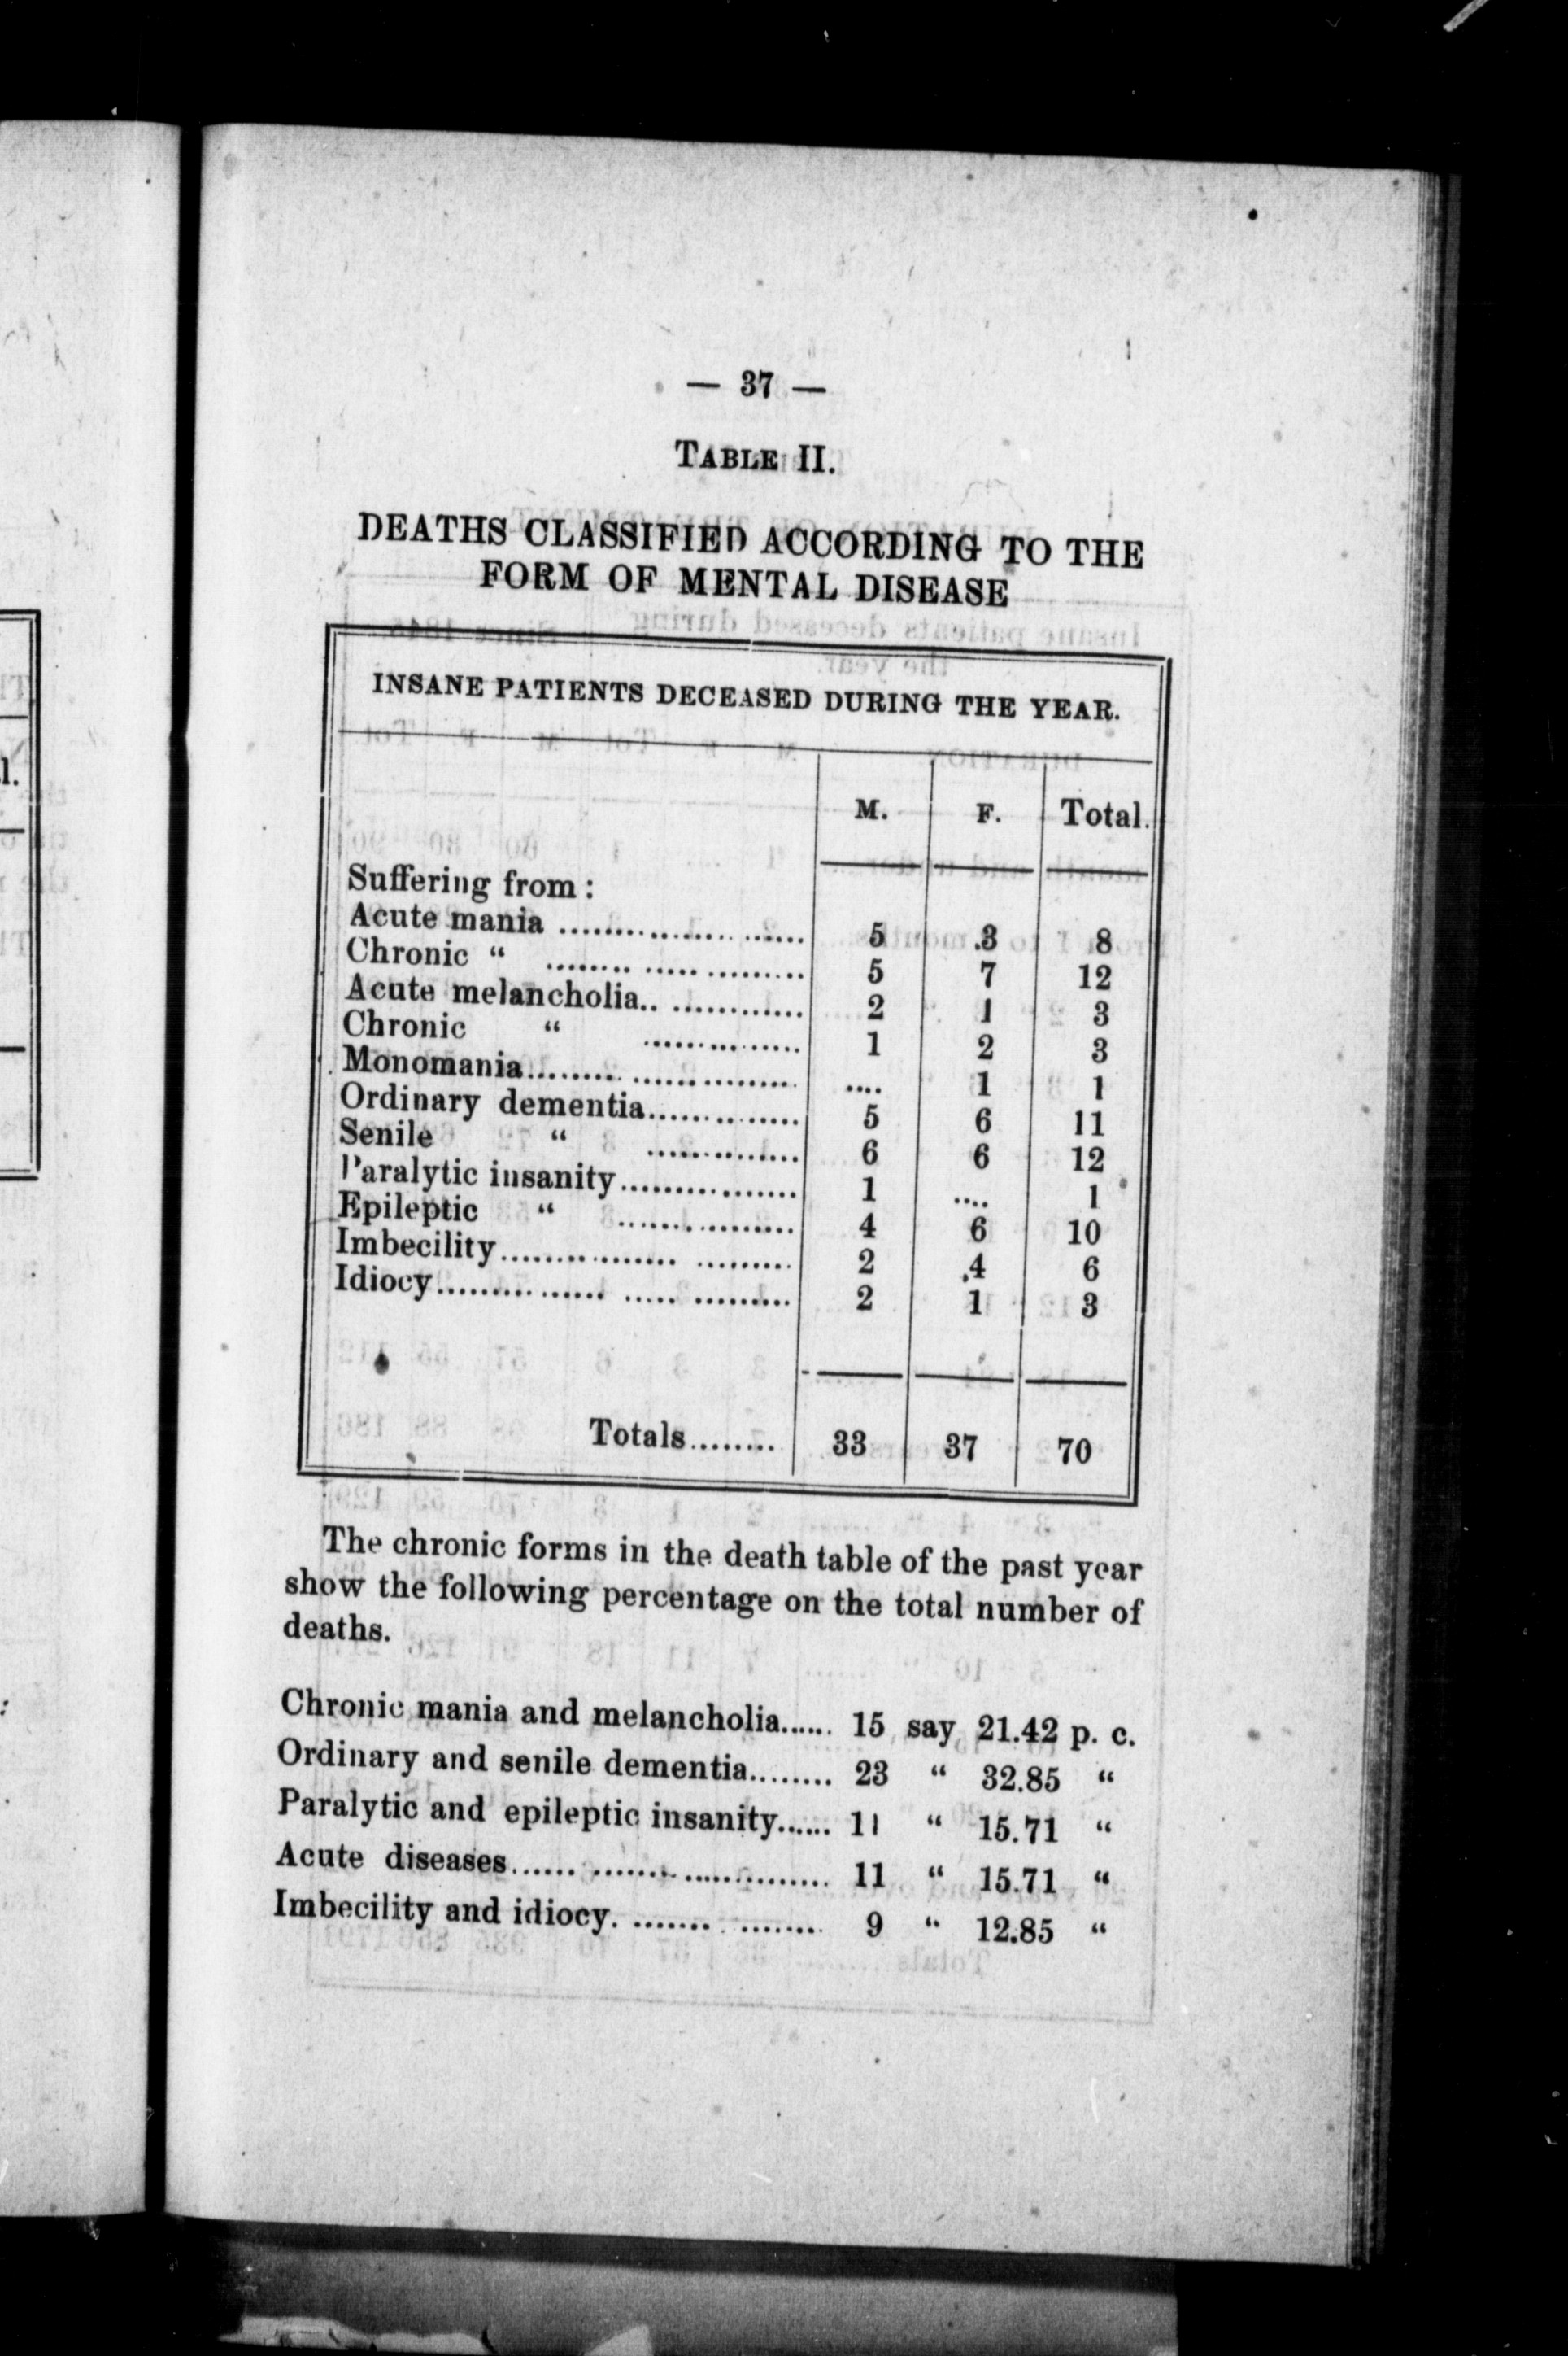 — 37 —
TABLE II.
DEATHS CLASSIFIED ACCORDING TO THE
FORM OF MENTAL DISEASE
INSANE PATIENTS DECEASED DURING THE YEAR.
M. F. Total.
Suffering from :
Acute mania ........................ 5 3 8
Chronic “ ........................ 5 7 12
Acute melancholia............... 2 1 3
Chronic “ ............... 1 2 3
Monomania........................ .... 1 1
Ordinary dementia............... 5 6 11
Senile “ ............... 6 6 12
Paralytic insanity................. 1 .... 1
Epileptic “ ................. 4 6 10
Imbecility......................... 2 4 6
Idiocy.............................. 2 1 3
Totals......... 33 37 70
The chronic forms in the death table of the past year
show the following percentage on the total number of
deaths.
Chronic mania and melancholia...... 15 say 21.42 p. c.
Ordinary and senile dementia........ 23 “ 32.85 “
Paralytic and epileptic insanity...... 11 “ 15.71 “
Acute diseases.............................. 11 “ 15.71 “
Imbecility and idiocy. ................ 9 “ 12.85 “